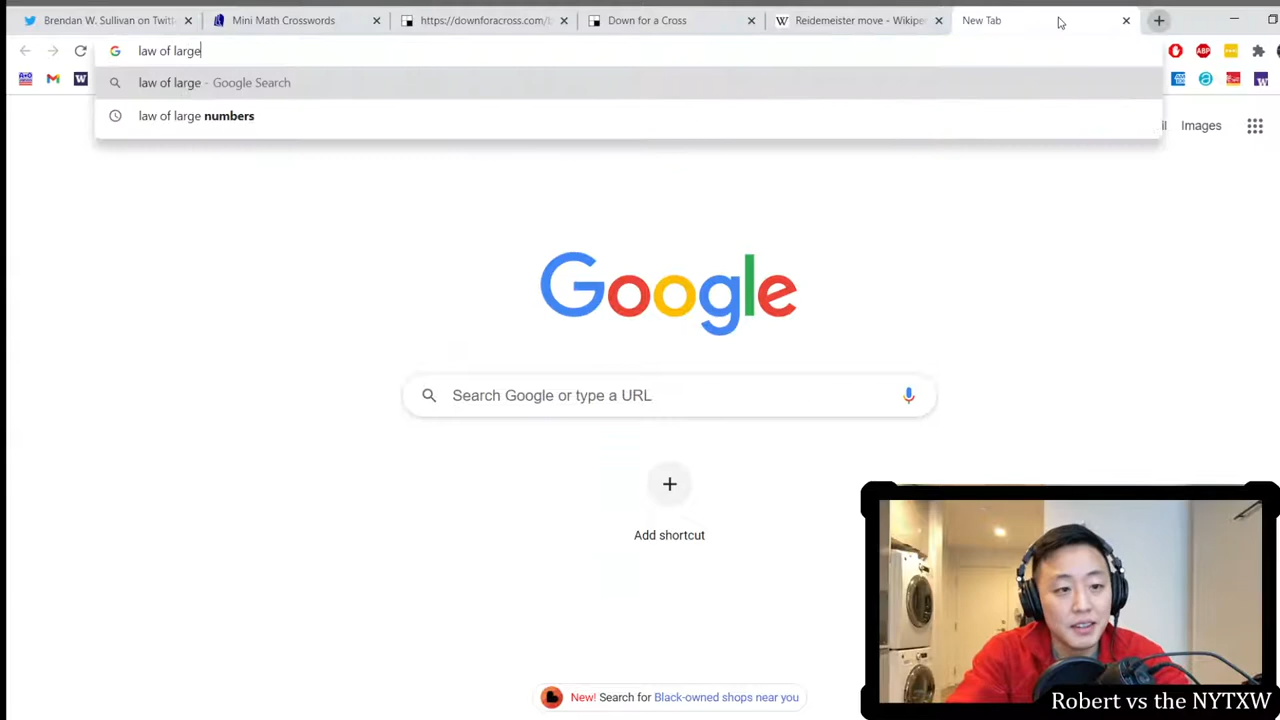 Brendan W. Sullivan on Twitt
Mini Math Crosswords
https://downforacross.com/
Down for a Cross
Reidemeister move - Wikipe
New Tab
law of large
law of large - Google Search
law of large numbers
Images
Google
Search Google or type a URL
Add shortcut
New! Search for Black-owned shops near you
Robert vs the NYTXW